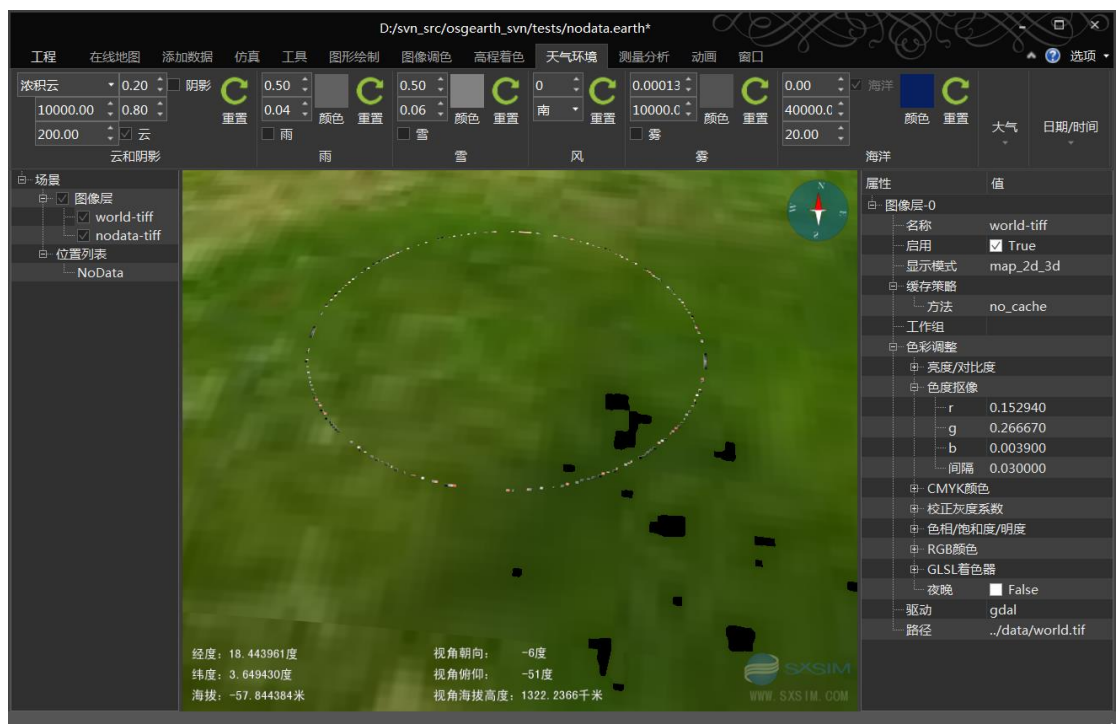 D:/svn_src/osgearth_svn/tests/nodata.earth*
工程 在线地图 添加数据 仿真 工具 图形绘制 图像调色 高程着色 天气环境 测量分析 动画 窗口 选项
浓积云 0.20 阴影 0.50 0.50 0 0.00013 0.00 海洋
10000.00 0.80 重置 0.04 颜色 重置 0.06 颜色 重置 南 重置 10000.0 颜色 重置 40000.0 颜色 重置 大气 日期/时间
200.00 云 雨 雪 雾 20.00
云和阴影 雨 雪 风 雾 海洋
场景
图像层
world-tiff
nodata-tiff
位置列表
NoData
N
经度: 18.443961度 视角朝向: -6度
纬度: 3.649430度 视角俯仰: -51度
海拔: -57.844384米 视角海拔高度: 1322.2366千米
SXSIM
WWW.SXSIM.COM
属性 值
图像层-0
名称 world-tiff
启用 True
显示模式 map_2d_3d
缓存策略
方法 no_cache
工作组
色彩调整
亮度/对比度
色度抠像
r 0.152940
g 0.266670
b 0.003900
间隔 0.030000
CMYK颜色
校正灰度系数
色相/饱和度/明度
RGB颜色
GLSL着色器
夜晚 False
驱动 gdal
路径 ../data/world.tif